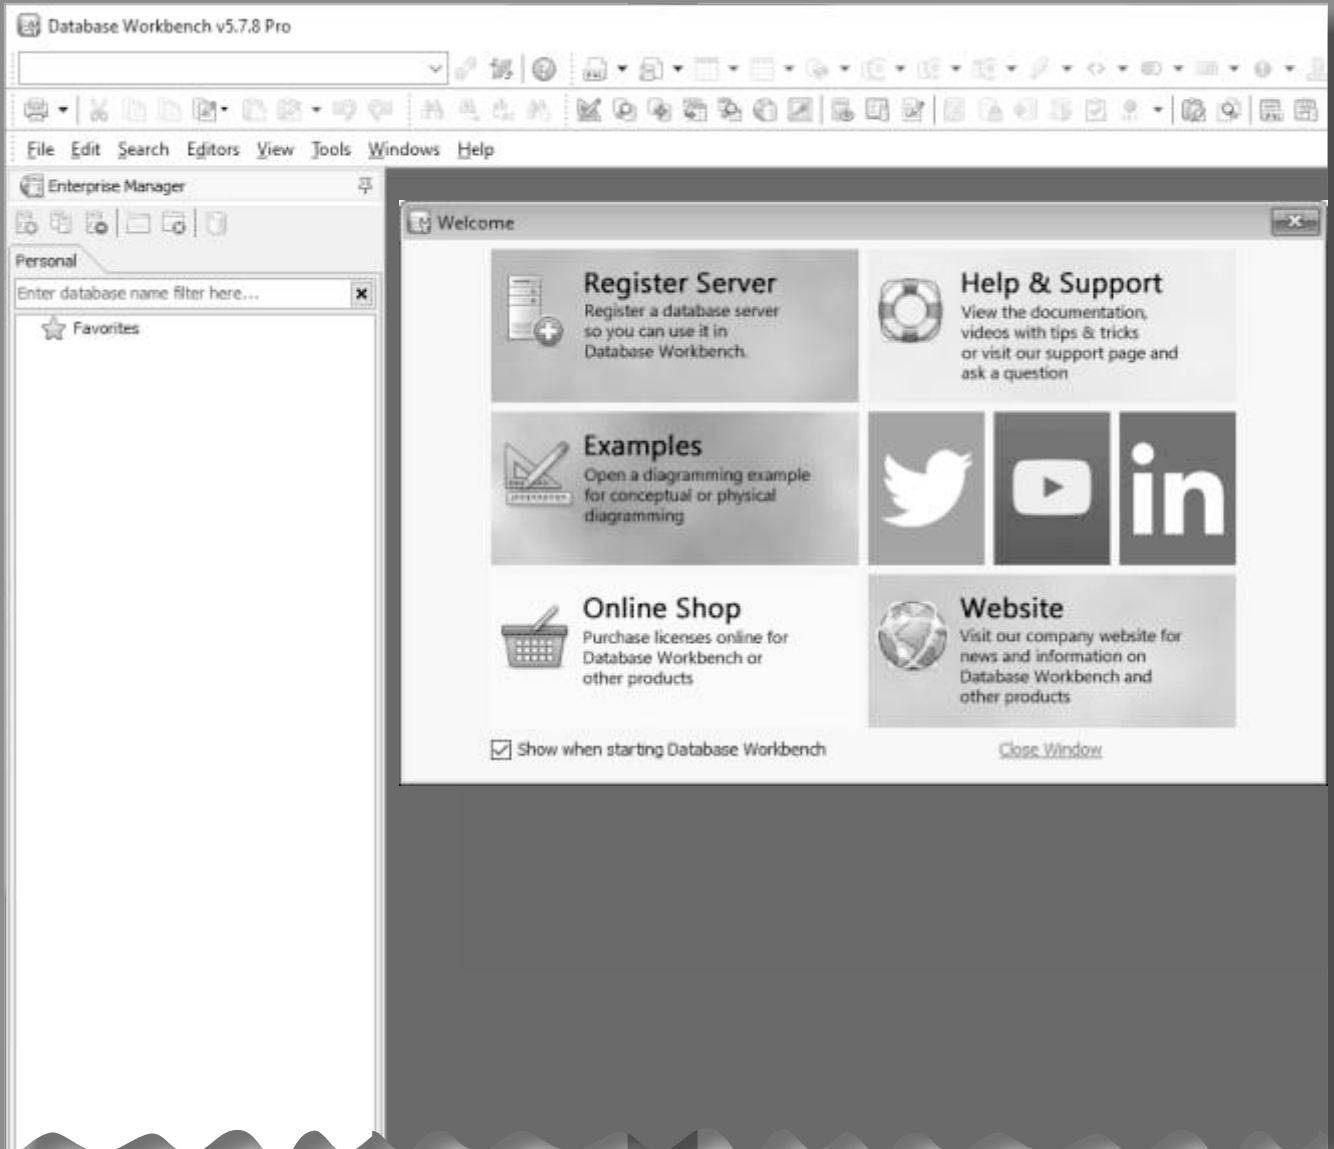 Database Workbench v5.7.8 Pro
File Edit Search Editors View Tools Windows Help
Enterprise Manager
Personal
Enter database name filter here...
Favorites
Welcome
Register Server
Register a database server
so you can use it in
Database Workbench.
Help & Support
View the documentation,
videos with tips & tricks
or visit our support page and
ask a question
Examples
Open a diagramming example
for conceptual or physical
diagramming
in
Online Shop
Purchase licenses online for
Database Workbench or
other products
Website
Visit our company website for
news and information on
Database Workbench and
other products
Show when starting Database Workbench
Close Window